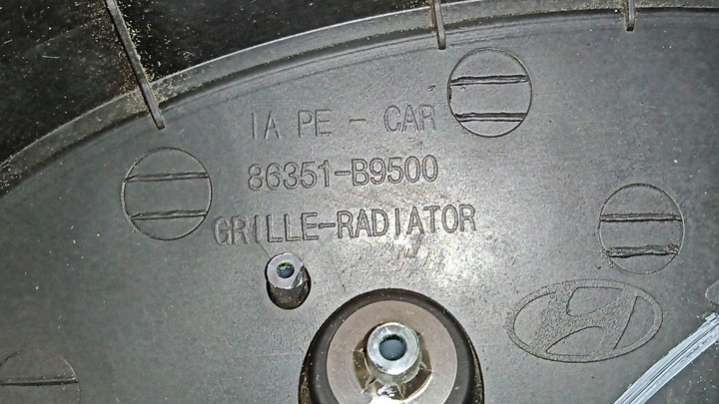 IA PE - CAR
86351-B9500
GRILLE-RADIATOR